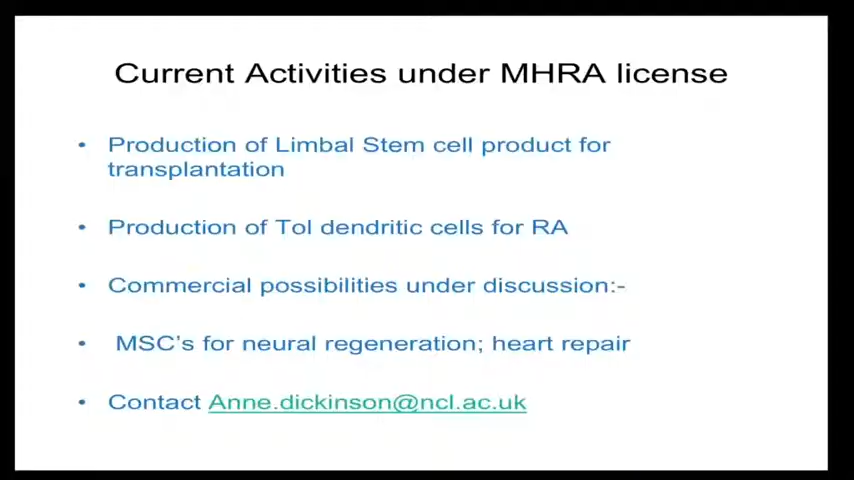 Current Activities under MHRA license
• Production of Limbal Stem cell product for
transplantation
• Production of Tol dendritic cells for RA
• Commercial possibilities under discussion:-
• MSC's for neural regeneration; heart repair
• Contact Anne.dickinson@ncl.ac.uk